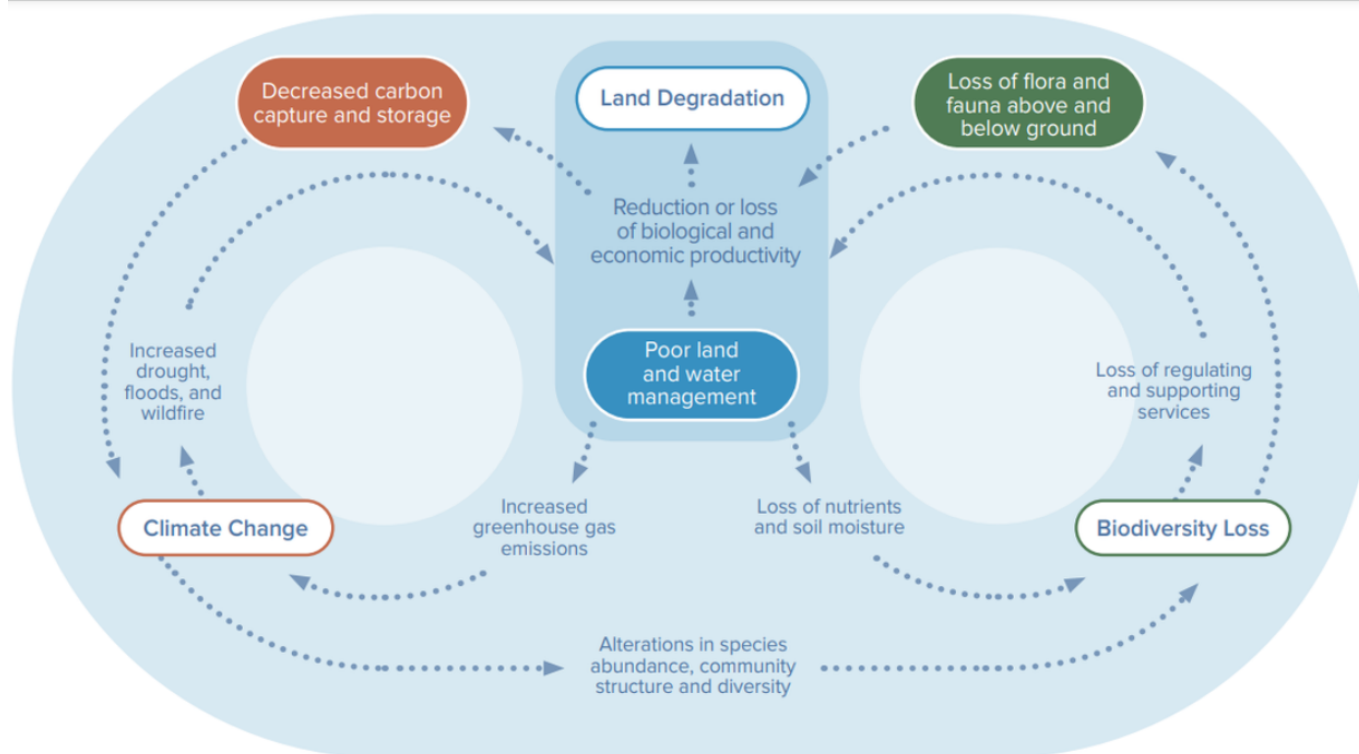 Decreased carbon
capture and storage
Land Degradation
Loss of flora and
fauna above and
below ground
Reduction or loss
of biological and
economic productivity
Increased
drought,
floods, and
wildfire
Poor land
and water
management
Loss of regulating
and supporting
services
Climate Change
Increased
greenhouse gas
emissions
Loss of nutrients
and soil moisture
Biodiversity Loss
Alterations in species
abundance, community
structure and diversity